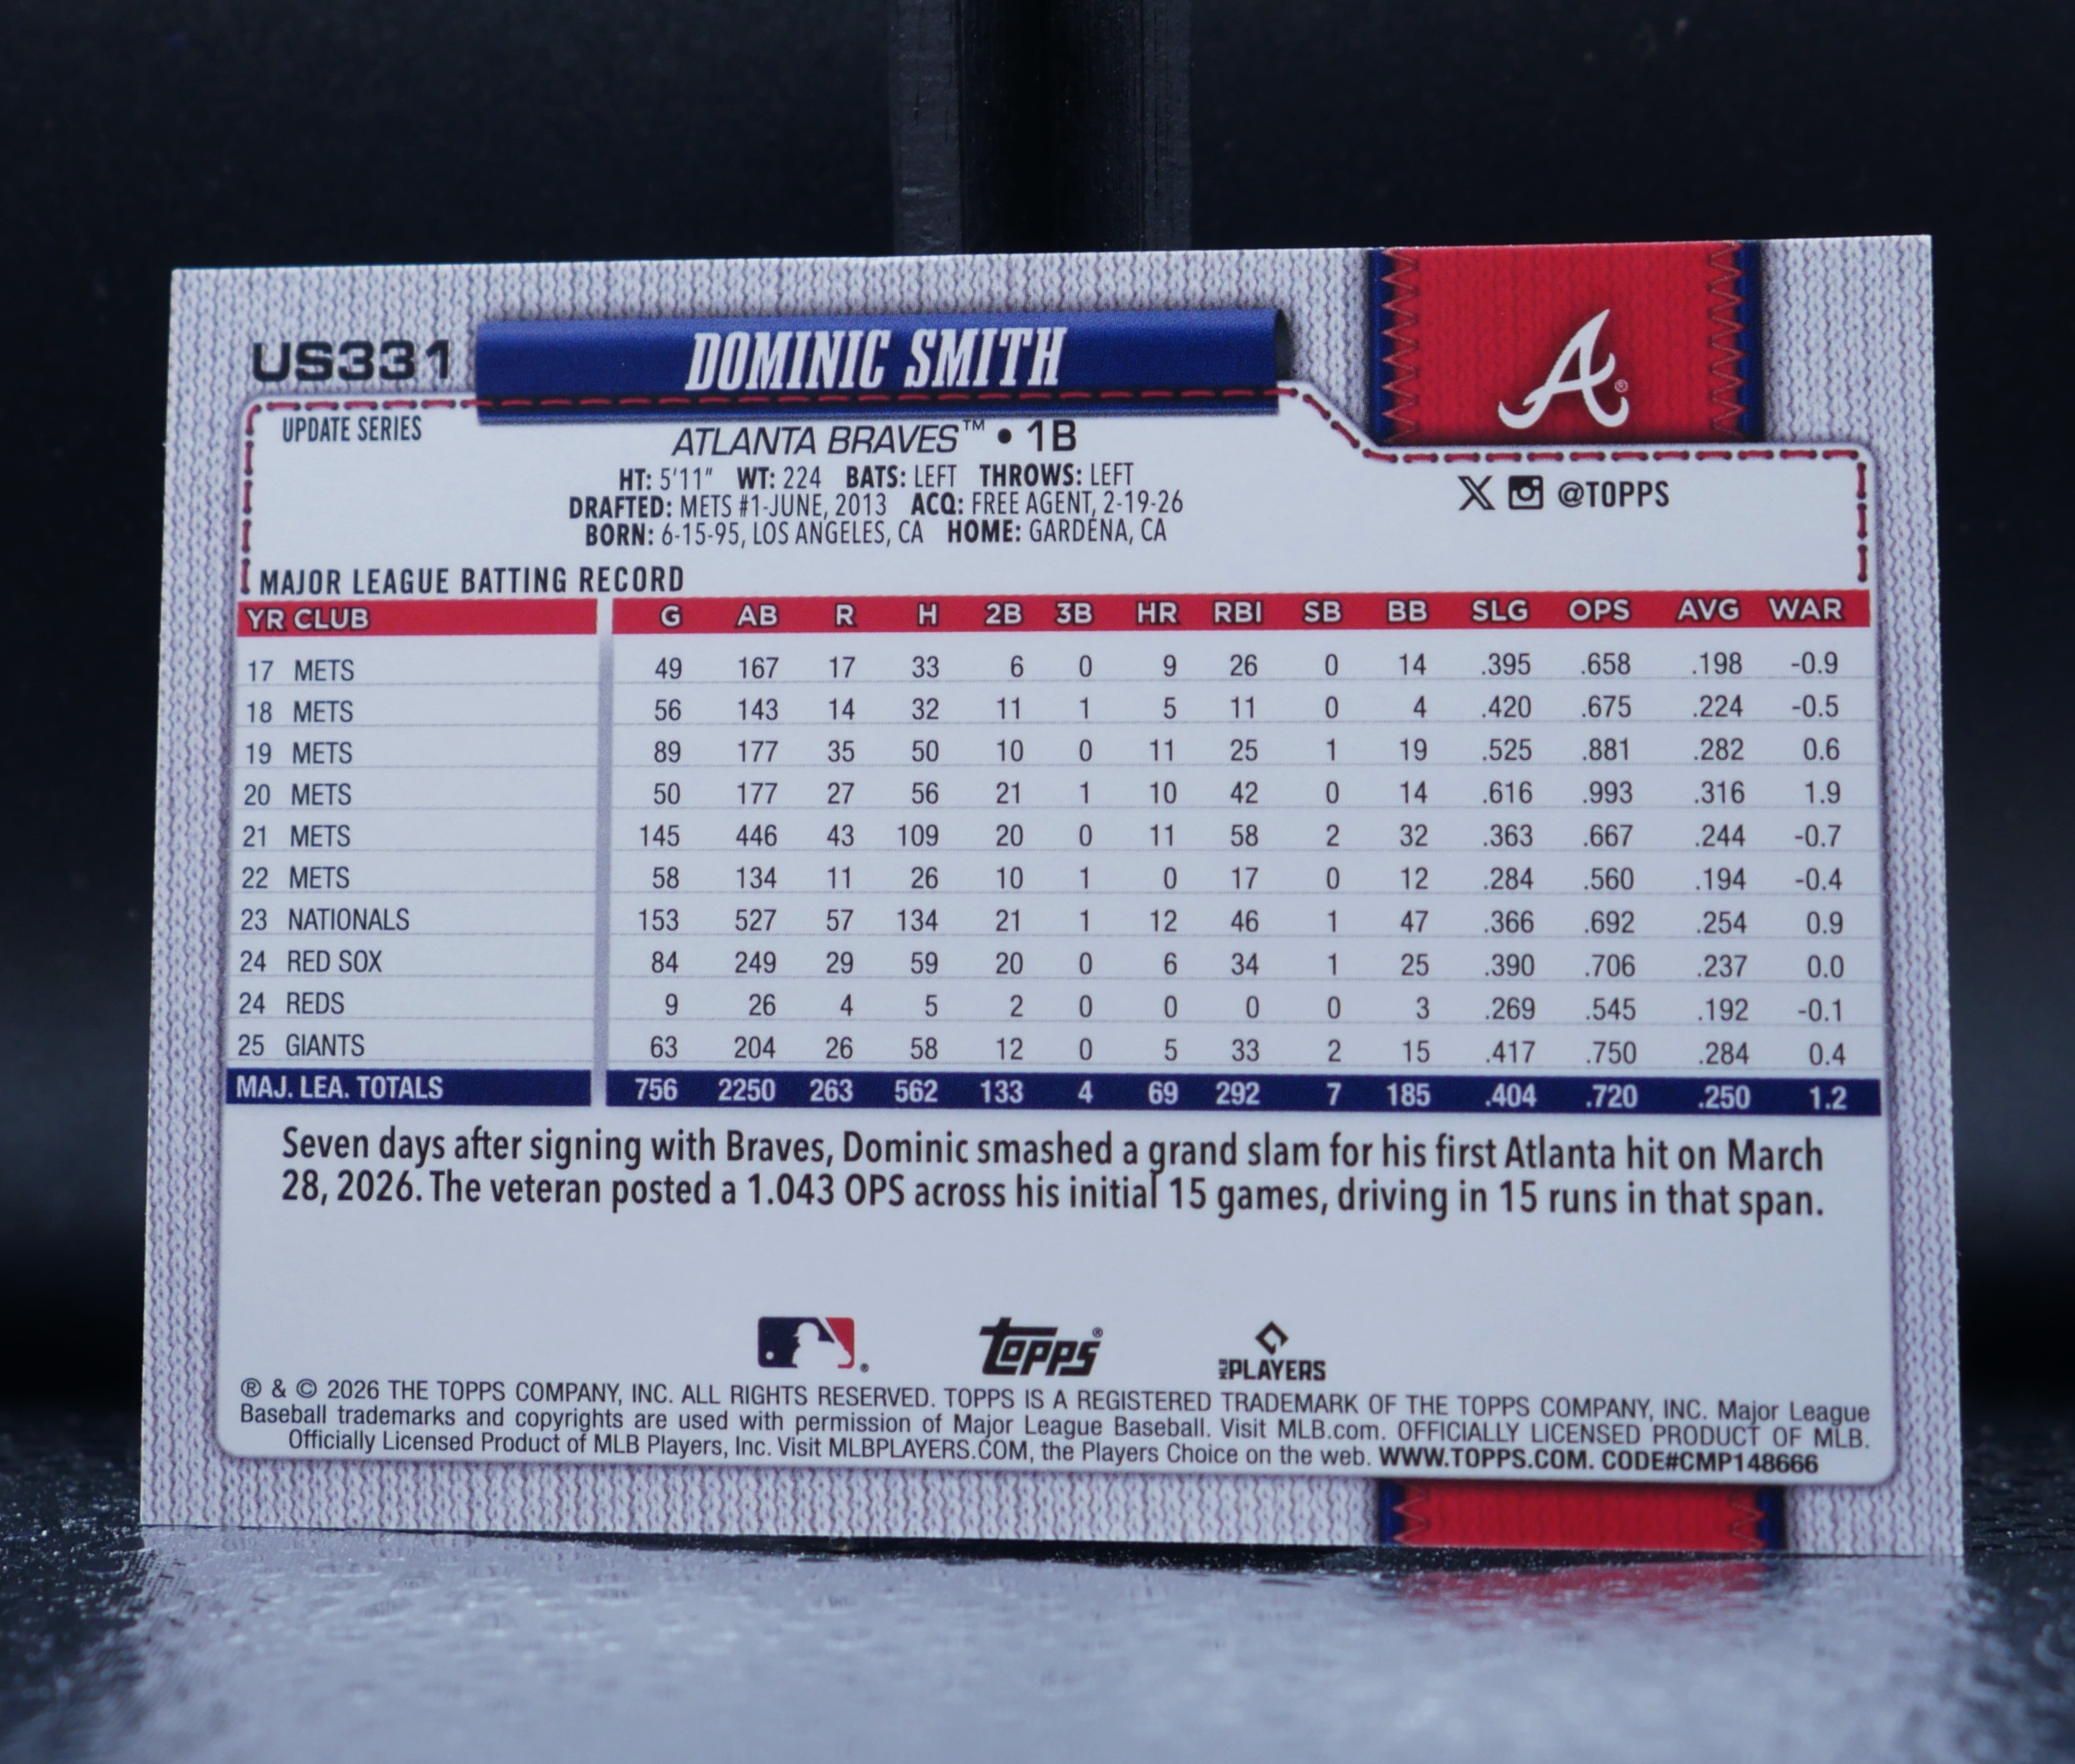 US331
DOMINIC SMITH
A®
UPDATE SERIES
ATLANTA BRAVES™ • 1B
HT: 5'11" WT: 224 BATS: LEFT THROWS: LEFT
DRAFTED: METS #1-JUNE, 2013 ACQ: FREE AGENT, 2-19-26
BORN: 6-15-95, LOS ANGELES, CA HOME: GARDENA, CA
@TOPPS
MAJOR LEAGUE BATTING RECORD
YR CLUB G AB R H 2B 3B HR RBI SB BB SLG OPS AVG WAR
17 METS 49 167 17 33 6 0 9 26 0 14 .395 .658 .198 -0.9
18 METS 56 143 14 32 11 1 5 11 0 4 .420 .675 .224 -0.5
19 METS 89 177 35 50 10 0 11 25 1 19 .525 .881 .282 0.6
20 METS 50 177 27 56 21 1 10 42 0 14 .616 .993 .316 1.9
21 METS 145 446 43 109 20 0 11 58 2 32 .363 .667 .244 -0.7
22 METS 58 134 11 26 10 1 0 17 0 12 .284 .560 .194 -0.4
23 NATIONALS 153 527 57 134 21 1 12 46 1 47 .366 .692 .254 0.9
24 RED SOX 84 249 29 59 20 0 6 34 1 25 .390 .706 .237 0.0
24 REDS 9 26 4 5 2 0 0 0 0 3 .269 .545 .192 -0.1
25 GIANTS 63 204 26 58 12 0 5 33 2 15 .417 .750 .284 0.4
MAJ. LEA. TOTALS 756 2250 263 562 133 4 69 292 7 185 .404 .720 .250 1.2
Seven days after signing with Braves, Dominic smashed a grand slam for his first Atlanta hit on March
28, 2026. The veteran posted a 1.043 OPS across his initial 15 games, driving in 15 runs in that span.
topps®
MLB PLAYERS
® & © 2026 THE TOPPS COMPANY, INC. ALL RIGHTS RESERVED. TOPPS IS A REGISTERED TRADEMARK OF THE TOPPS COMPANY, INC. Major League
Baseball trademarks and copyrights are used with permission of Major League Baseball. Visit MLB.com. OFFICIALLY LICENSED PRODUCT OF MLB.
Officially Licensed Product of MLB Players, Inc. Visit MLBPLAYERS.COM, the Players Choice on the web. WWW.TOPPS.COM. CODE#CMP148666